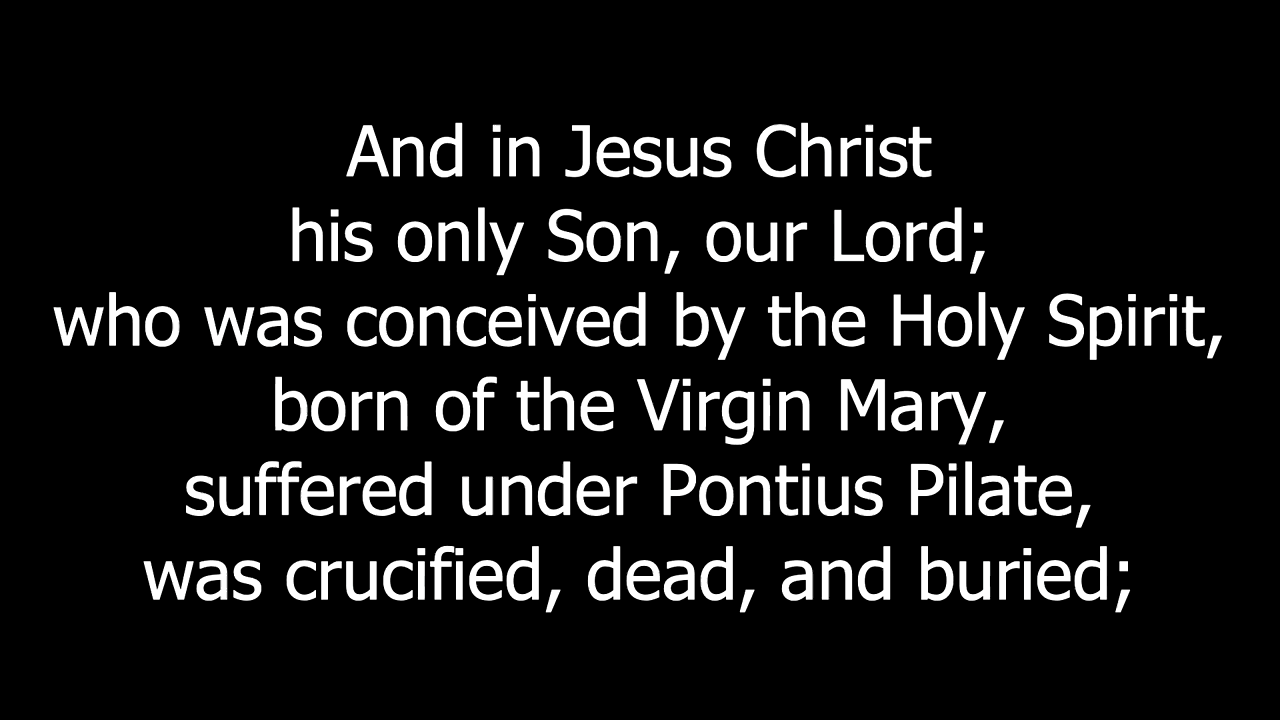 And in Jesus Christ
his only Son, our Lord;
who was conceived by the Holy Spirit,
born of the Virgin Mary,
suffered under Pontius Pilate,
was crucified, dead, and buried;